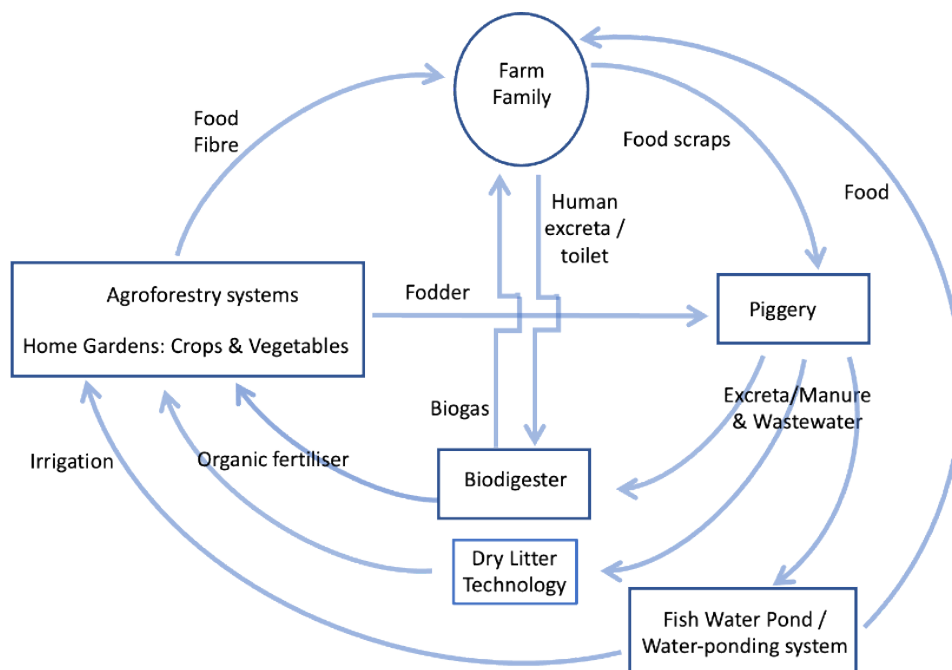 Farm
Family
Food
Fibre
Food scraps
Food
Human
excreta /
toilet
Agroforestry systems
Home Gardens: Crops & Vegetables
Fodder
Piggery
Biogas
Excreta/Manure
& Wastewater
Irrigation
Organic fertiliser
Biodigester
Dry Litter
Technology
Fish Water Pond /
Water-ponding system